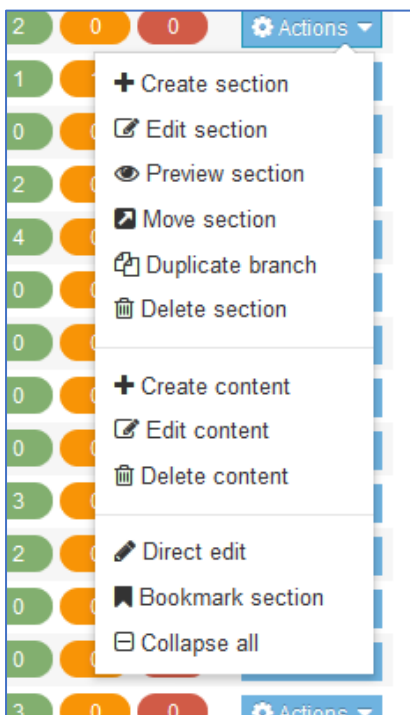 2 0 0 Actions
1
Create section
0
Edit section
2
Preview section
4
Move section
Duplicate branch
0
Delete section
0
0
Create content
0
Edit content
3
Delete content
2
Direct edit
0
Bookmark section
0
Collapse all
3 0 0 Actions